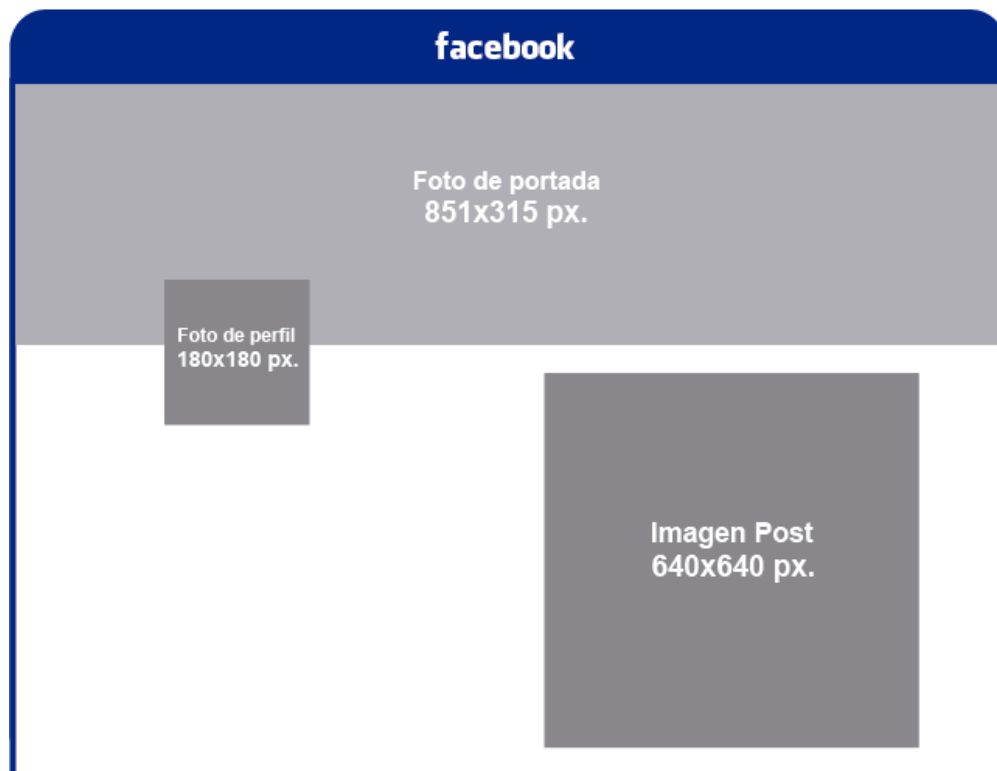 facebook
Foto de portada
851x315 px.
Foto de perfil
180x180 px.
Imagen Post
640x640 px.